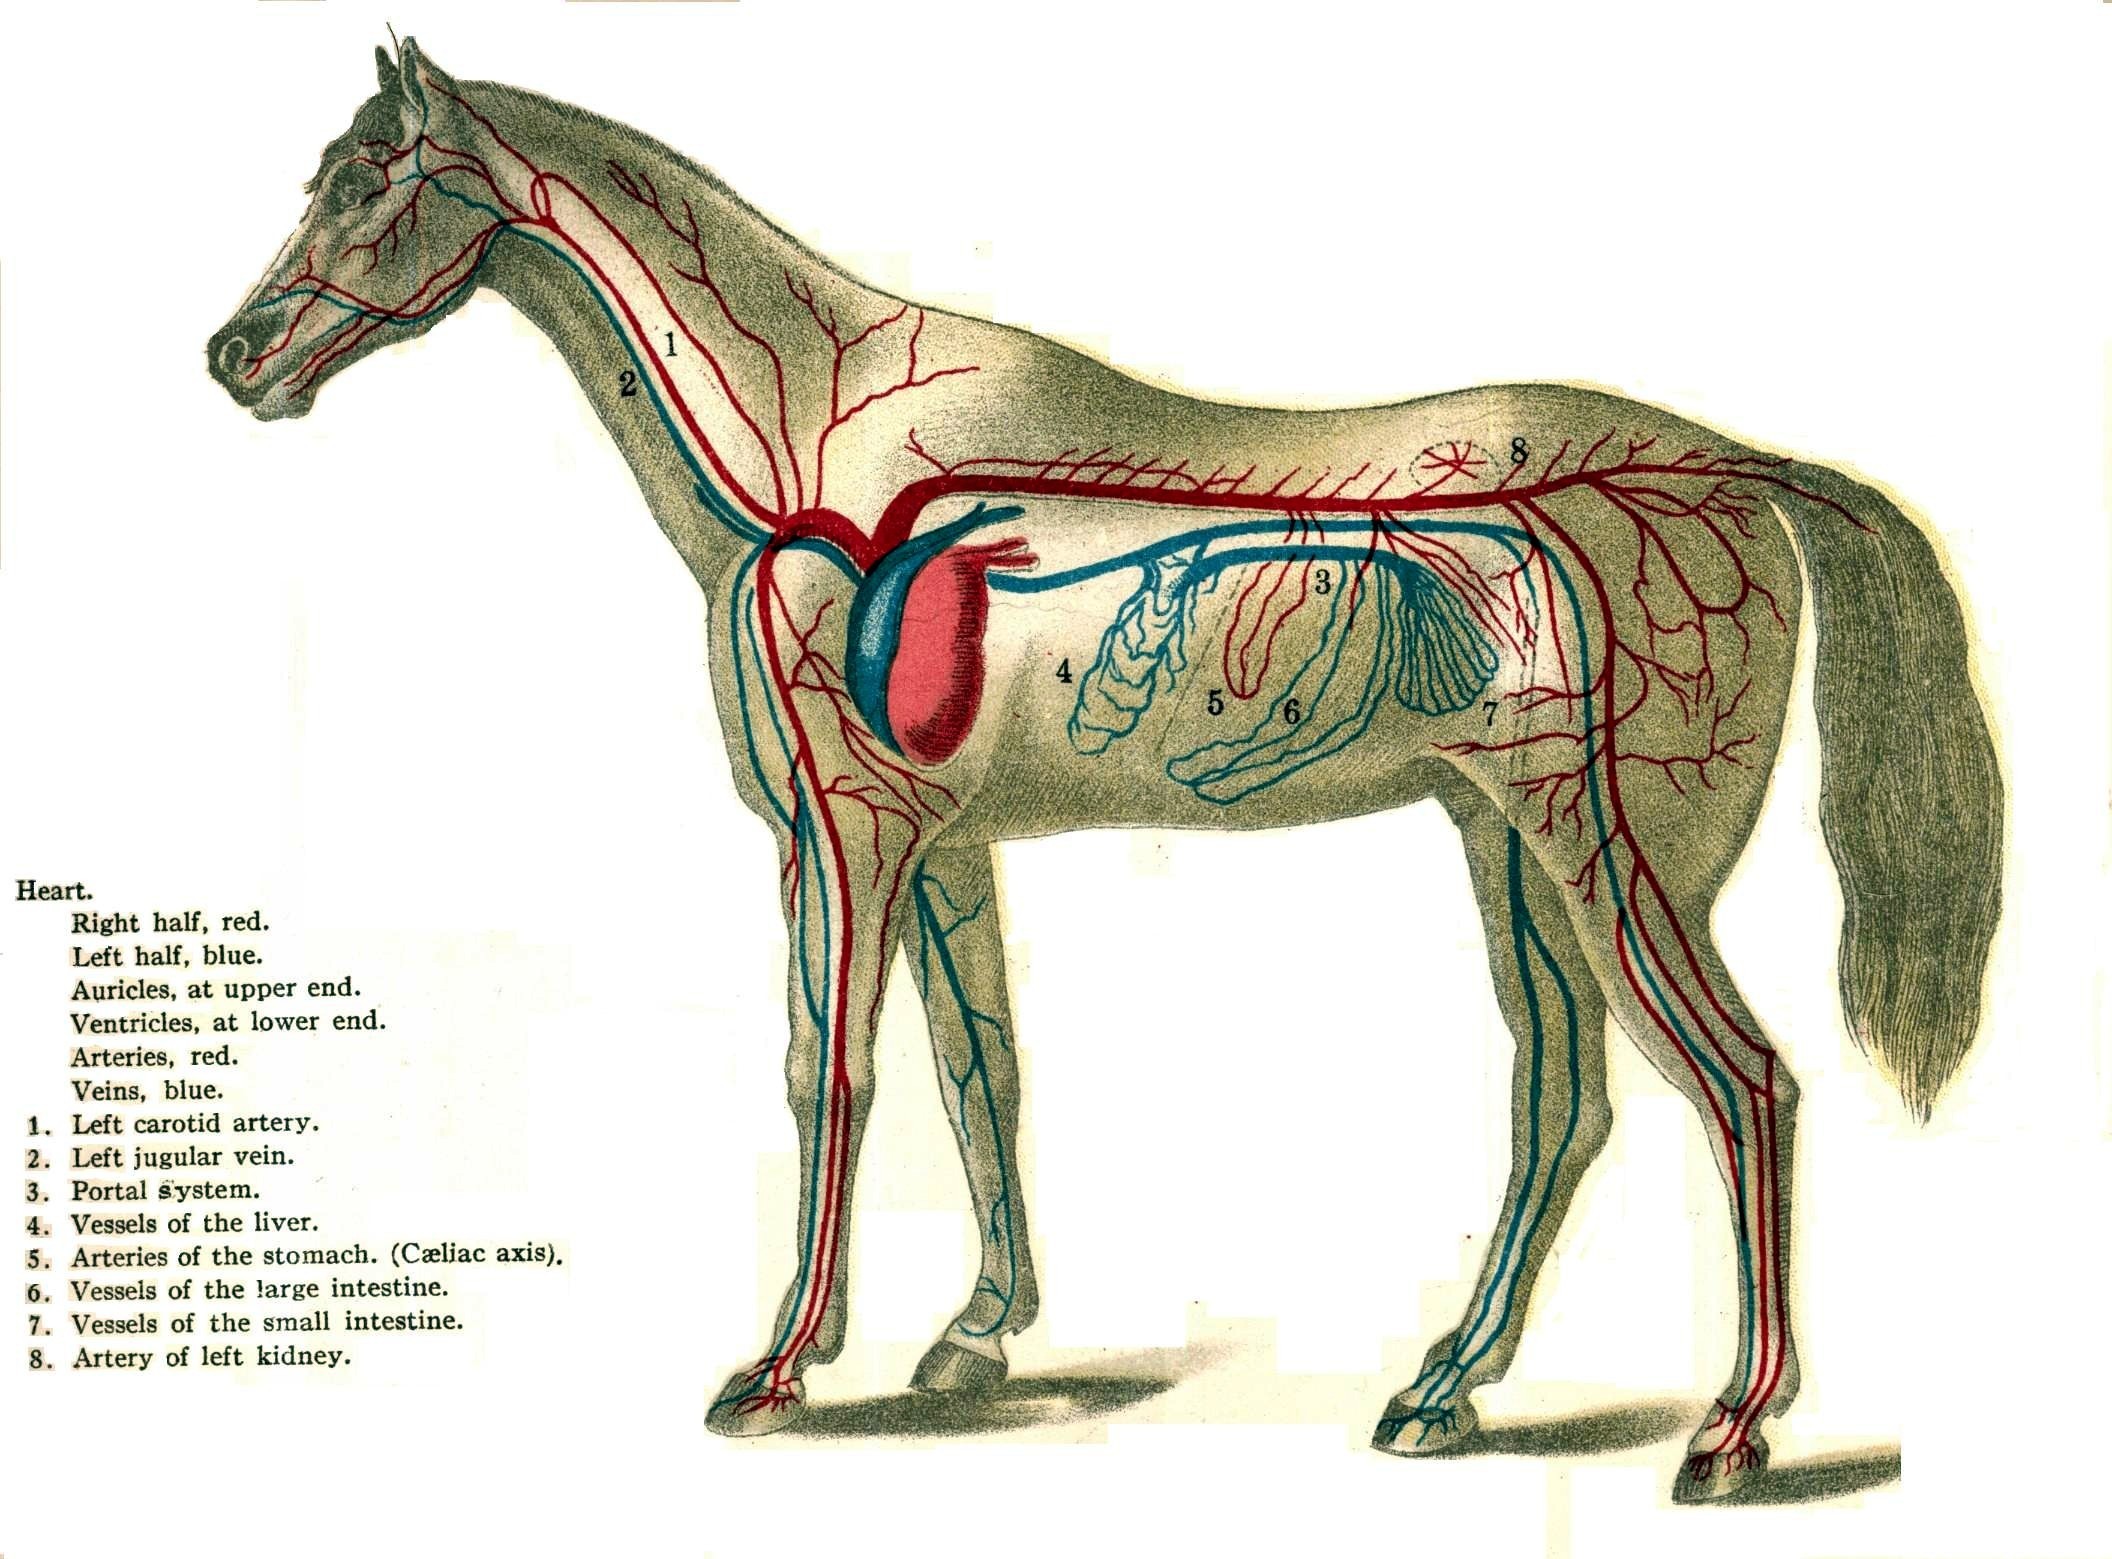 1
2
8
3
4
5
6
7
Heart.
Right half, red.
Left half, blue.
Auricles, at upper end.
Ventricles, at lower end.
Arteries, red.
Veins, blue.
1. Left carotid artery.
2. Left jugular vein.
3. Portal system.
4. Vessels of the liver.
5. Arteries of the stomach. (Cæliac axis).
6. Vessels of the large intestine.
7. Vessels of the small intestine.
8. Artery of left kidney.